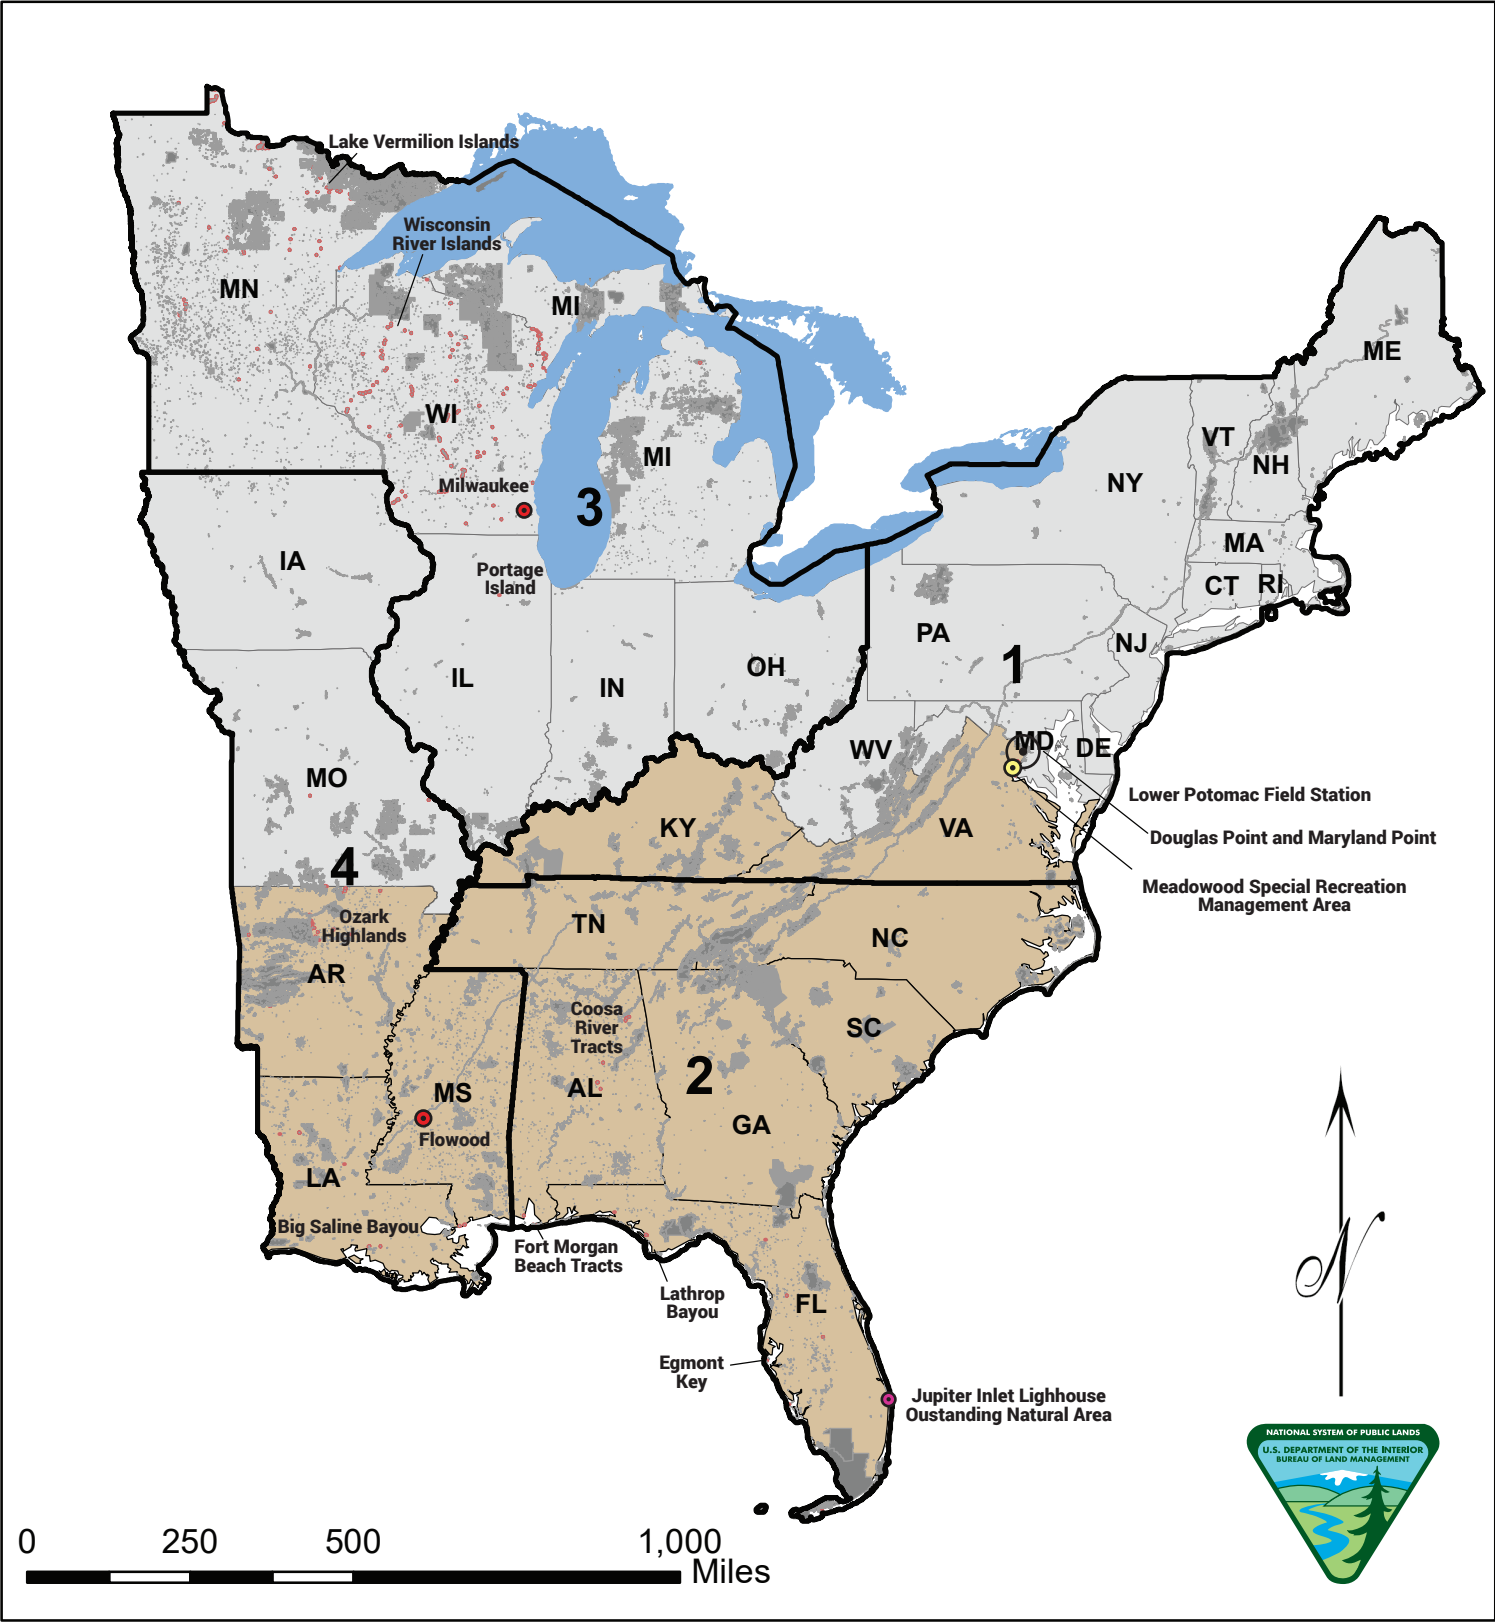 Lake Vermilion Islands
Wisconsin
River Islands
MN
MI
ME
WI
MI
VT
NH
NY
Milwaukee
3
MA
IA
Portage
Island
CT
RI
PA
NJ
1
IL
IN
OH
WV
MD
DE
MO
Lower Potomac Field Station
KY
VA
Douglas Point and Maryland Point
4
Meadowood Special Recreation
Management Area
Ozark
Highlands
TN
NC
AR
Coosa
River
Tracts
SC
MS
AL
2
GA
Flowood
LA
Big Saline Bayou
Fort Morgan
Beach Tracts
Lathrop
Bayou
FL
N
Egmont
Key
Jupiter Inlet Lighhouse
Oustanding Natural Area
NATIONAL SYSTEM OF PUBLIC LANDS
U.S. DEPARTMENT OF THE INTERIOR
BUREAU OF LAND MANAGEMENT
0 250 500 1,000
Miles